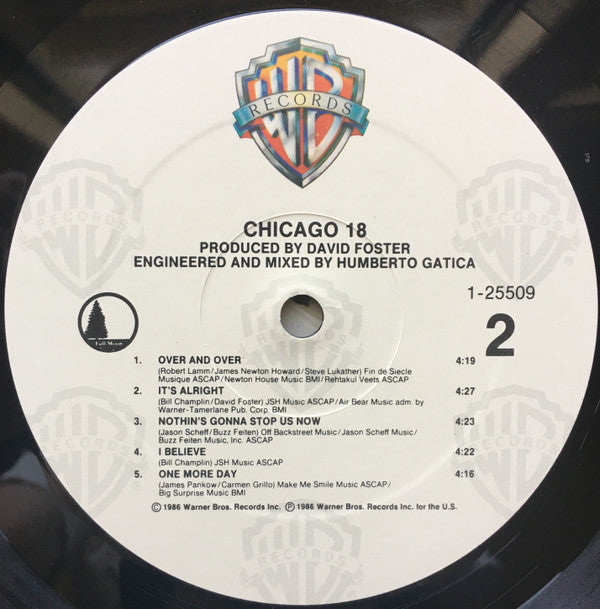 WB
RECORDS
®
CHICAGO 18
PRODUCED BY DAVID FOSTER
ENGINEERED AND MIXED BY HUMBERTO GATICA
1-25509
Full Moon
2
1. OVER AND OVER 4:19
(Robert Lamm/James Newton Howard/Steve Lukather) Fin de Siecle
Musique ASCAP/Newton House Music BMI/Rehtakul Veets ASCAP
2. IT'S ALRIGHT 4:27
(Bill Champlin/David Foster) JSH Music ASCAP/Air Bear Music adm. by
Warner-Tamerlane Pub. Corp. BMI
3. NOTHIN'S GONNA STOP US NOW 4:23
(Jason Scheff/Buzz Feiten) Off Backstreet Music/Jason Scheff Music/
Buzz Feiten Music, Inc. ASCAP
4. I BELIEVE 4:22
(Bill Champlin) JSH Music ASCAP
5. ONE MORE DAY 4:16
(James Pankow/Carmen Grillo) Make Me Smile Music ASCAP/
Big Surprise Music BMI
© 1986 Warner Bros. Records Inc. ℗ 1986 Warner Bros. Records Inc. for the U.S.